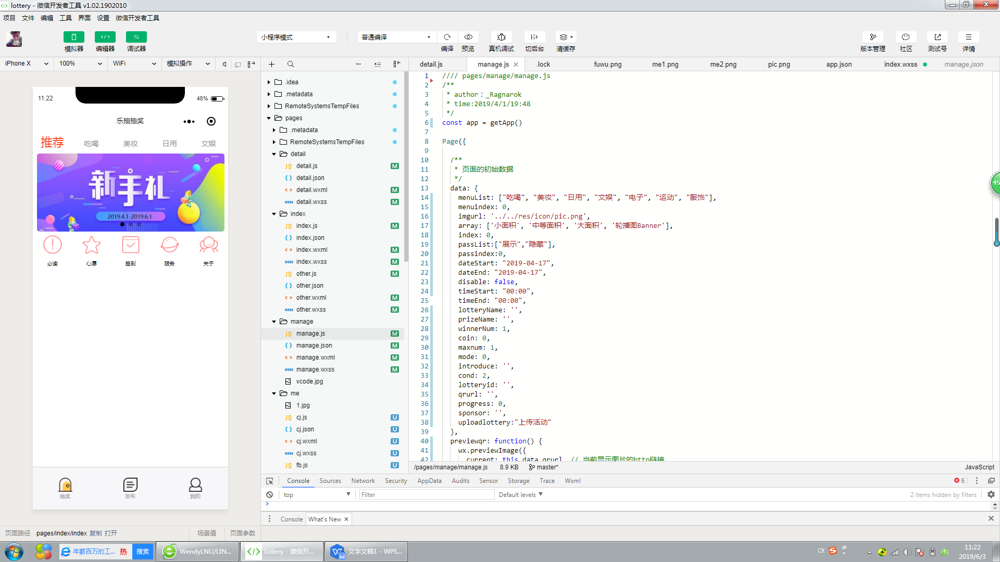 lottery - 微信开发者工具 v1.02.1902010
项目 文件 编辑 工具 界面 设置 微信开发者工具
模拟器 编辑器 调试器
小程序模式 普通编译
编译 预览 真机调试 切后台 清缓存
版本管理 社区 测试号 详情
iPhone X 100% WiFi 模拟操作
11:22 48%
乐抽抽奖
推荐 吃喝 美妆 日用 文娱
新手礼
2019.4.1-2019.6.1
必读 心愿 签到 服务 关于
抽奖 发布 我的
页面路径 pages/index/index 复制 打开 场景值 页面参数
.idea
.metadata
RemoteSystemsTempFiles
pages
.metadata
RemoteSystemsTempFiles
detail
JS detail.js M
{ } detail.json
< > detail.wxml M
wxss detail.wxss M
index
JS index.js M
{ } index.json
< > index.wxml M
wxss index.wxss M
JS other.js M
{ } other.json
< > other.wxml M
wxss other.wxss M
manage
JS manage.js M
{ } manage.json M
< > manage.wxml M
wxss manage.wxss M
vcode.jpg
me
1.jpg
JS cj.js U
{ } cj.json U
< > cj.wxml U
wxss cj.wxss U
JS fb.js U
detail.js manage.js .lock fuwu.png me1.png me2.png pic.png app.json index.wxss manage.json
1 //// pages/manage/manage.js
2 /**
3 * author：_Ragnarok
4 * time:2019/4/1/19:48
5 */
6 const app = getApp()
7
8 Page({
9
10 /**
11 * 页面的初始数据
12 */
13 data: {
14 menuList: ["吃喝", "美妆", "日用", "文娱", "电子", "运动", "服饰"],
15 menuindex: 0,
16 imgurl: '../../res/icon/pic.png',
17 array: ['小面积', '中等面积', '大面积', '轮播图Banner'],
18 index: 0,
19 passList:["展示","隐藏"],
20 passindex:0,
21 dateStart: "2019-04-17",
22 dateEnd: "2019-04-17",
23 disable: false,
24 timeStart: "00:00",
25 timeEnd: "00:00",
26 lotteryName: '',
27 prizeName: '',
28 winnerNum: 1,
29 coin: 0,
30 maxnum: 1,
31 mode: 0,
32 introduce: '',
33 cond: 2,
34 lotteryid: '',
35 qrurl: '',
36 progress: 0,
37 sponsor: '',
38 uploadlottery:"上传活动"
39 },
40 previewqr: function() {
41 wx.previewImage({
42 current: this.data.qrurl, // 当前显示图片的http链接
45
/pages/manage/manage.js 8.9 KB master* JavaScript
Console Sources Network Security AppData Audits Sensor Storage Trace Wxml 6
top Filter Default levels 2 items hidden by filters
Console What's New
年薪百万的工... 热 搜索 WendyLNU/LIN... lottery - 微信开... 文字文稿1 - WPS... CH 11:22
2019/6/3